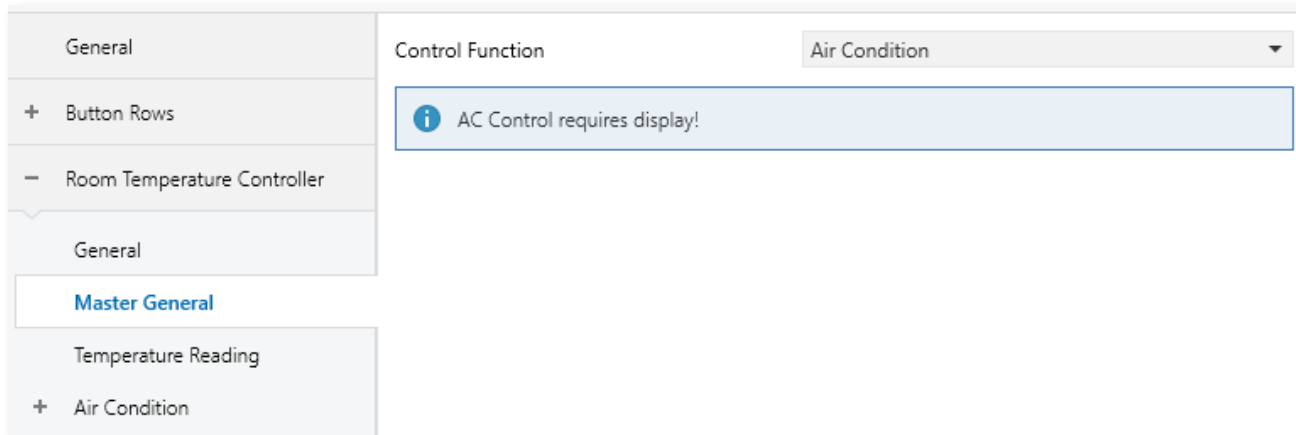 General
+ Button Rows
− Room Temperature Controller
General
Master General
Temperature Reading
+ Air Condition
Control Function Air Condition
AC Control requires display!